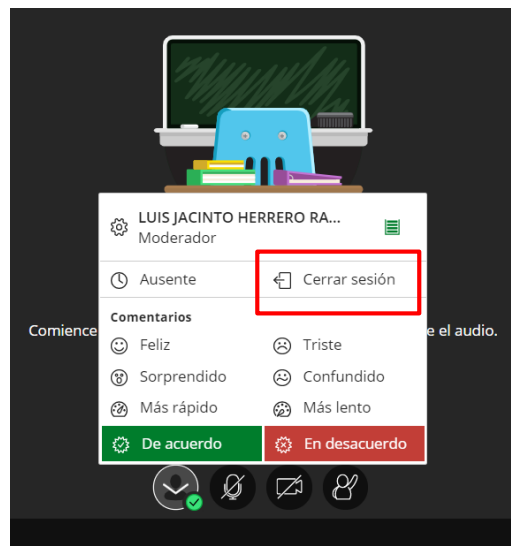 LUIS JACINTO HERRERO RA...
Moderador
Ausente
Cerrar sesión
Comentarios
Comience
e el audio.
Feliz
Triste
Sorprendido
Confundido
Más rápido
Más lento
De acuerdo
En desacuerdo